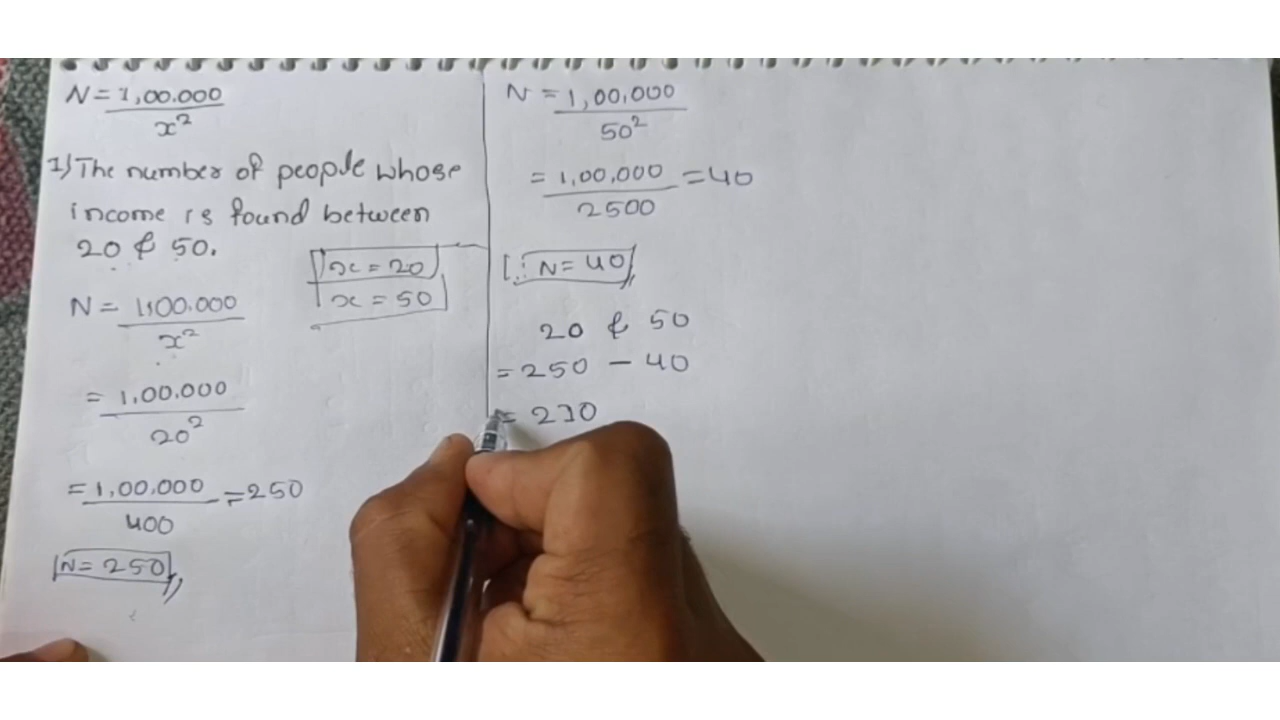 N = 1,00.000
x²
1) The number of people whose
income is found between
20 & 50.
x = 20
x = 50
N = 1,00.000
x²
= 1,00.000
20²
= 1,00,000 = 250
400
N = 250
N = 1,00,000
50²
= 1,00,000 = 40
2500
∴ N = 40
20 & 50
= 250 - 40
= 210